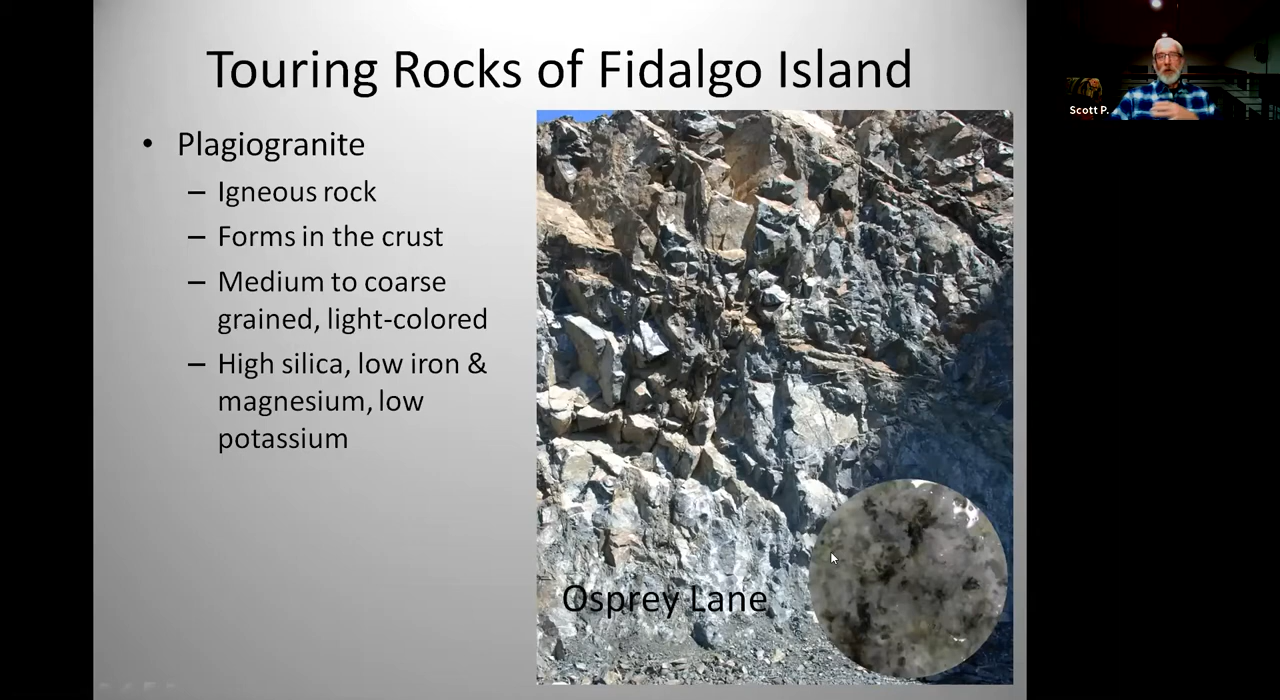 Touring Rocks of Fidalgo Island
• Plagiogranite
– Igneous rock
– Forms in the crust
– Medium to coarse
grained, light-colored
– High silica, low iron &
magnesium, low
potassium
Osprey Lane
Scott P.